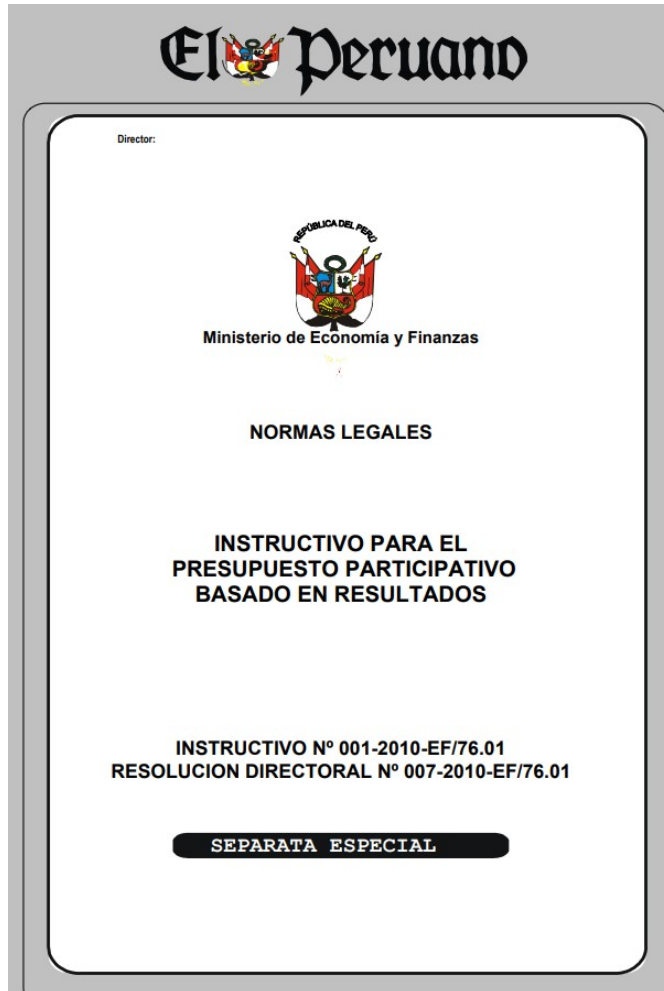 El Peruano
Director:
REPÚBLICA DEL PERÚ
Ministerio de Economía y Finanzas
NORMAS LEGALES
INSTRUCTIVO PARA EL
PRESUPUESTO PARTICIPATIVO
BASADO EN RESULTADOS
INSTRUCTIVO Nº 001-2010-EF/76.01
RESOLUCION DIRECTORAL Nº 007-2010-EF/76.01
SEPARATA ESPECIAL